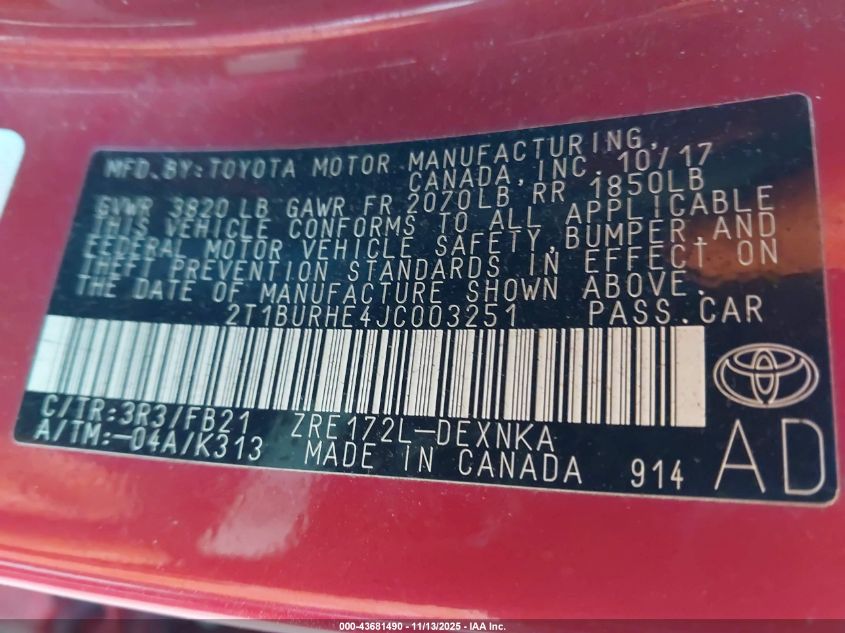 MFD. BY: TOYOTA MOTOR MANUFACTURING,
CANADA, INC. 10/17
GVWR 3820 LB GAWR FR 2070LB RR 1850LB
THIS VEHICLE CONFORMS TO ALL APPLICABLE
FEDERAL MOTOR VEHICLE SAFETY, BUMPER, AND
THEFT PREVENTION STANDARDS IN EFFECT ON
THE DATE OF MANUFACTURE SHOWN ABOVE.
2T1BURHE4JC003251 PASS. CAR
C/TR: 3R3/FB21 ZRE172L-DEXNKA
A/TM: -04A/K313 MADE IN CANADA 914
AD
000-43681490 - 11/13/2025 - IAA Inc.